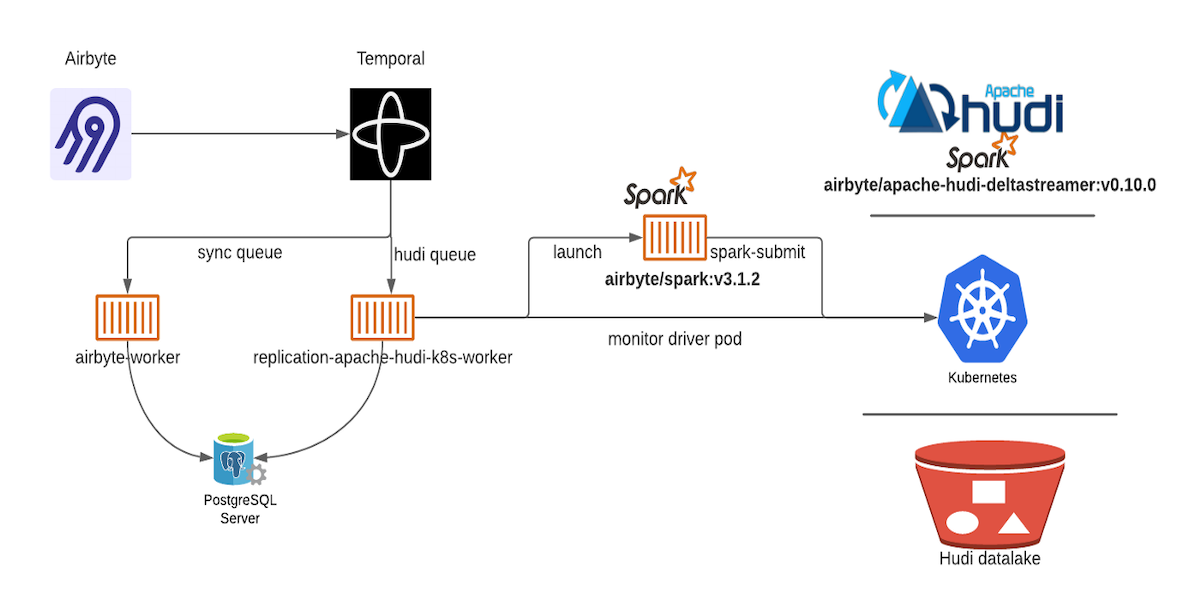 Airbyte
Temporal
Apache
hudi
Spark
airbyte/apache-hudi-deltastreamer:v0.10.0
Spark
sync queue
hudi queue
launch
spark-submit
airbyte/spark:v3.1.2
monitor driver pod
airbyte-worker
replication-apache-hudi-k8s-worker
Kubernetes
PostgreSQL
Server
Hudi datalake